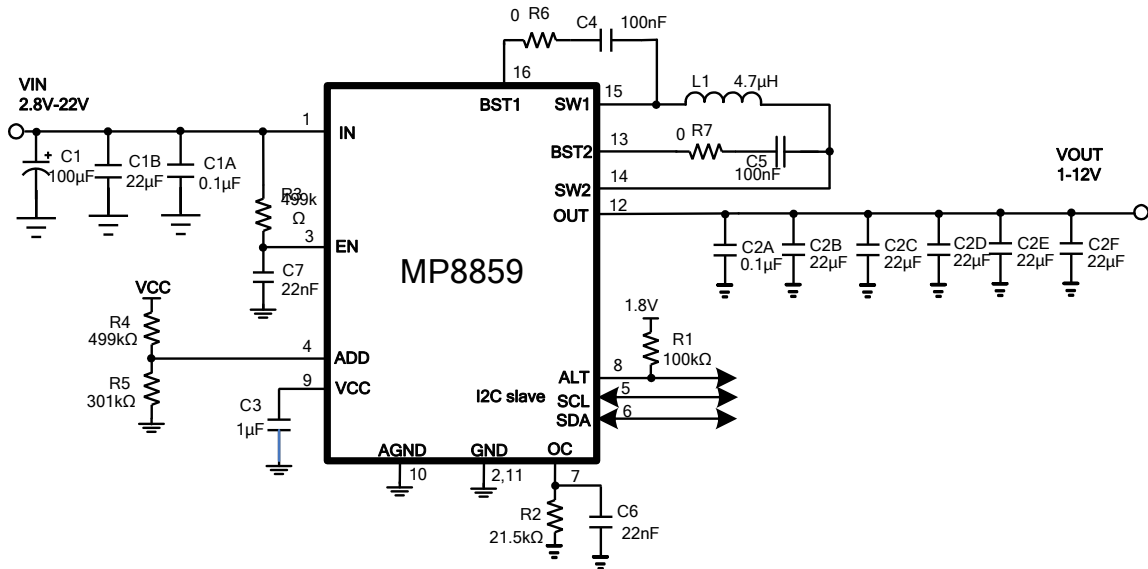 0 R6
C4
100nF
16
BST1
VIN
2.8V-22V
1
IN
C1
+
100µF
C1B
22µF
C1A
0.1µF
R3
499k
Ω
3
EN
C7
22nF
VCC
R4
499kΩ
R5
301kΩ
4
ADD
9
VCC
C3
1µF
MP8859
SW1
15
L1
4.7µH
BST2
13
0 R7
C5
100nF
SW2
14
OUT
12
VOUT
1-12V
C2A
0.1µF
C2B
22µF
C2C
22µF
C2D
22µF
C2E
22µF
C2F
22µF
1.8V
R1
100kΩ
ALT
8
I2C slave
SCL
5
SDA
6
AGND
10
GND
2,11
OC
7
R2
21.5kΩ
C6
22nF